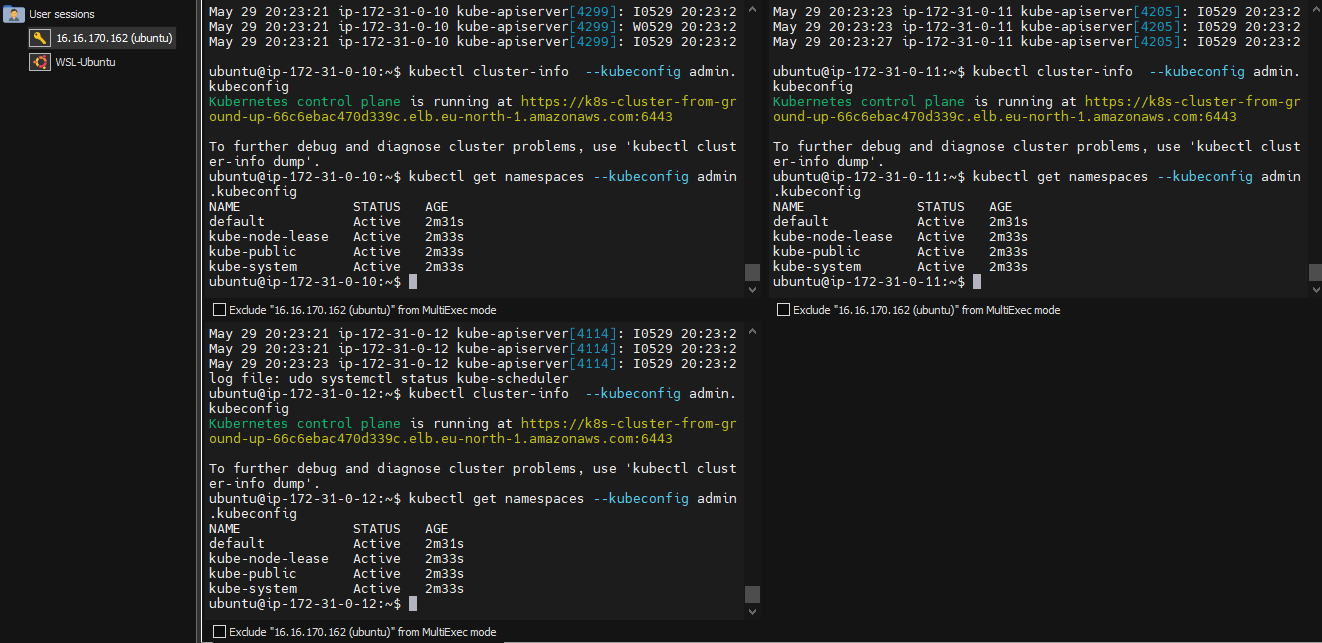 User sessions
16.16.170.162 (ubuntu)
WSL-Ubuntu
May 29 20:23:21 ip-172-31-0-10 kube-apiserver[4299]: I0529 20:23:2
May 29 20:23:21 ip-172-31-0-10 kube-apiserver[4299]: W0529 20:23:2
May 29 20:23:21 ip-172-31-0-10 kube-apiserver[4299]: I0529 20:23:2
ubuntu@ip-172-31-0-10:~$ kubectl cluster-info  --kubeconfig admin.
kubeconfig
Kubernetes control plane is running at https://k8s-cluster-from-gr
ound-up-66c6ebac470d339c.elb.eu-north-1.amazonaws.com:6443
To further debug and diagnose cluster problems, use 'kubectl clust
er-info dump'.
ubuntu@ip-172-31-0-10:~$ kubectl get namespaces --kubeconfig admin
.kubeconfig
NAME              STATUS   AGE
default           Active   2m31s
kube-node-lease   Active   2m33s
kube-public       Active   2m33s
kube-system       Active   2m33s
ubuntu@ip-172-31-0-10:~$
Exclude "16.16.170.162 (ubuntu)" from MultiExec mode
May 29 20:23:23 ip-172-31-0-11 kube-apiserver[4205]: I0529 20:23:2
May 29 20:23:23 ip-172-31-0-11 kube-apiserver[4205]: I0529 20:23:2
May 29 20:23:27 ip-172-31-0-11 kube-apiserver[4205]: I0529 20:23:2
ubuntu@ip-172-31-0-11:~$ kubectl cluster-info  --kubeconfig admin.
kubeconfig
Kubernetes control plane is running at https://k8s-cluster-from-gr
ound-up-66c6ebac470d339c.elb.eu-north-1.amazonaws.com:6443
To further debug and diagnose cluster problems, use 'kubectl clust
er-info dump'.
ubuntu@ip-172-31-0-11:~$ kubectl get namespaces --kubeconfig admin
.kubeconfig
NAME              STATUS   AGE
default           Active   2m31s
kube-node-lease   Active   2m33s
kube-public       Active   2m33s
kube-system       Active   2m33s
ubuntu@ip-172-31-0-11:~$
Exclude "16.16.170.162 (ubuntu)" from MultiExec mode
May 29 20:23:21 ip-172-31-0-12 kube-apiserver[4114]: I0529 20:23:2
May 29 20:23:21 ip-172-31-0-12 kube-apiserver[4114]: I0529 20:23:2
May 29 20:23:23 ip-172-31-0-12 kube-apiserver[4114]: I0529 20:23:2
log file: udo systemctl status kube-scheduler
ubuntu@ip-172-31-0-12:~$ kubectl cluster-info  --kubeconfig admin.
kubeconfig
Kubernetes control plane is running at https://k8s-cluster-from-gr
ound-up-66c6ebac470d339c.elb.eu-north-1.amazonaws.com:6443
To further debug and diagnose cluster problems, use 'kubectl clust
er-info dump'.
ubuntu@ip-172-31-0-12:~$ kubectl get namespaces --kubeconfig admin
.kubeconfig
NAME              STATUS   AGE
default           Active   2m31s
kube-node-lease   Active   2m33s
kube-public       Active   2m33s
kube-system       Active   2m33s
ubuntu@ip-172-31-0-12:~$
Exclude "16.16.170.162 (ubuntu)" from MultiExec mode